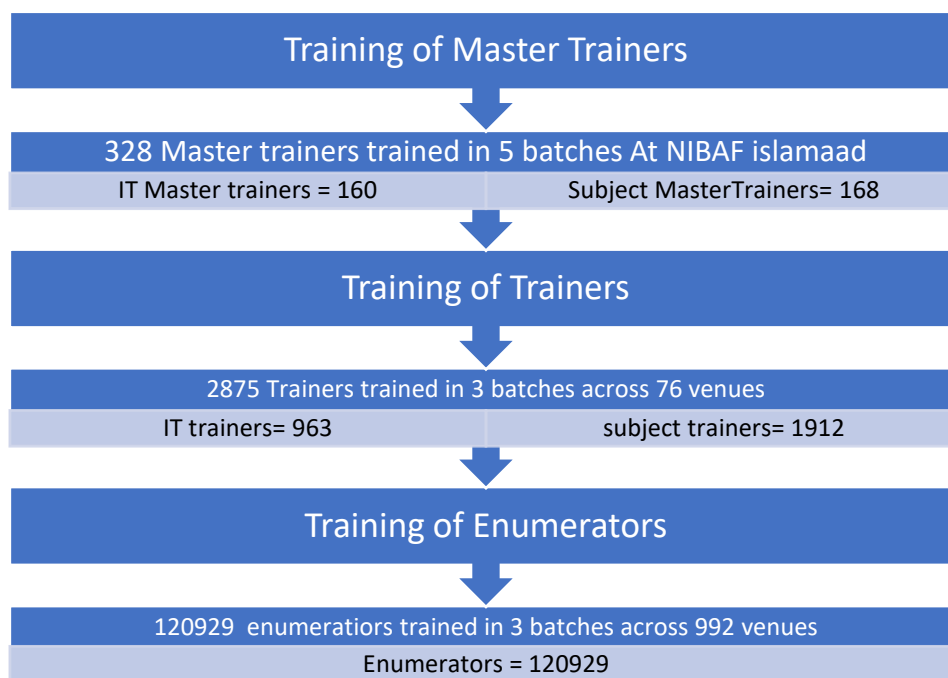 Training of Master Trainers
328 Master trainers trained in 5 batches At NIBAF islamaad
IT Master trainers = 160
Subject MasterTrainers= 168
Training of Trainers
2875 Trainers trained in 3 batches across 76 venues
IT trainers= 963
subject trainers= 1912
Training of Enumerators
120929 enumeratiors trained in 3 batches across 992 venues
Enumerators = 120929